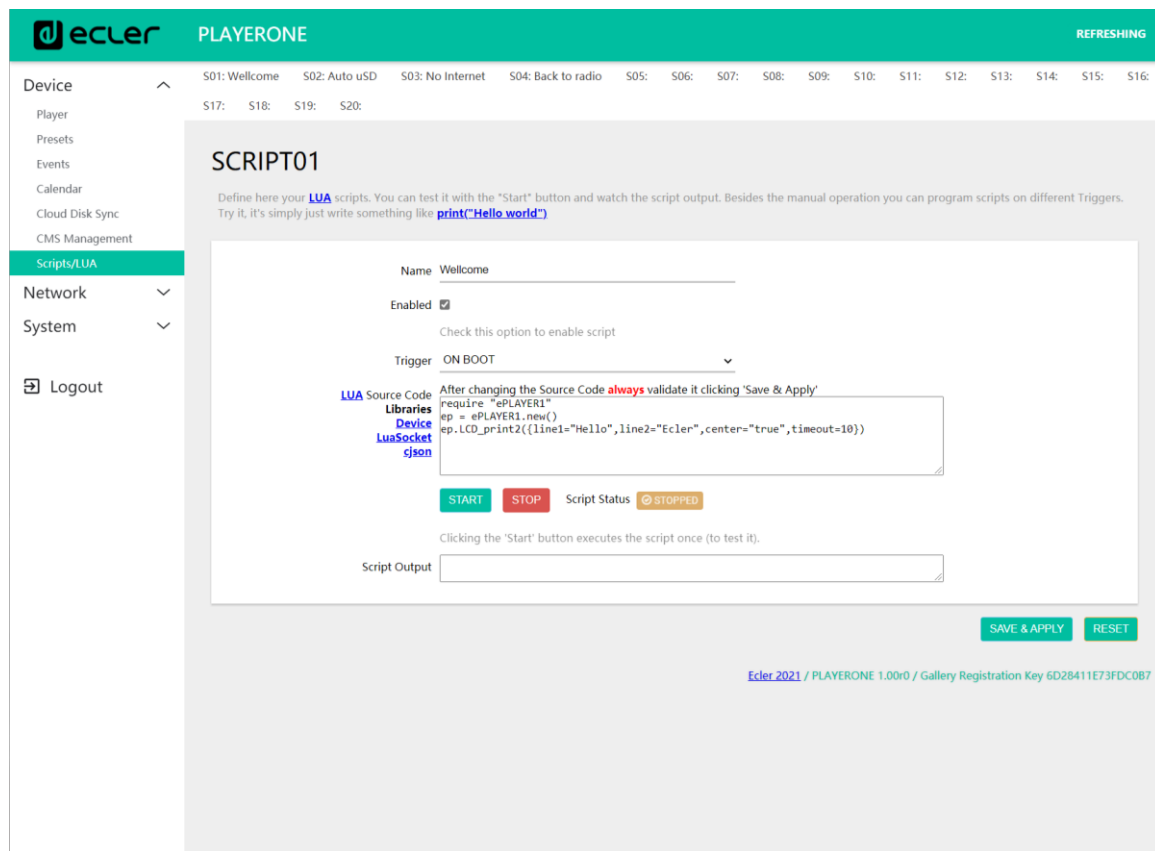 ecler
PLAYERONE
REFRESHING
Device
Player
Presets
Events
Calendar
Cloud Disk Sync
CMS Management
Scripts/LUA
Network
System
Logout
S01: Wellcome S02: Auto uSD S03: No Internet S04: Back to radio S05: S06: S07: S08: S09: S10: S11: S12: S13: S14: S15: S16:
S17: S18: S19: S20:
SCRIPT01
Define here your LUA scripts. You can test it with the "Start" button and watch the script output. Besides the manual operation you can program scripts on different Triggers.
Try it, it's simply just write something like print("Hello world")
Name Wellcome
Enabled
Check this option to enable script
Trigger ON BOOT
LUA Source Code
Libraries
Device
LuaSocket
cjson
After changing the Source Code always validate it clicking 'Save & Apply'
require "ePLAYER1"
ep = ePLAYER1.new()
ep.LCD_print2({line1="Hello",line2="Ecler",center="true",timeout=10})
START STOP Script Status STOPPED
Clicking the 'Start' button executes the script once (to test it).
Script Output
SAVE & APPLY RESET
Ecler 2021 / PLAYERONE 1.00r0 / Gallery Registration Key 6D28411E73FDC0B7